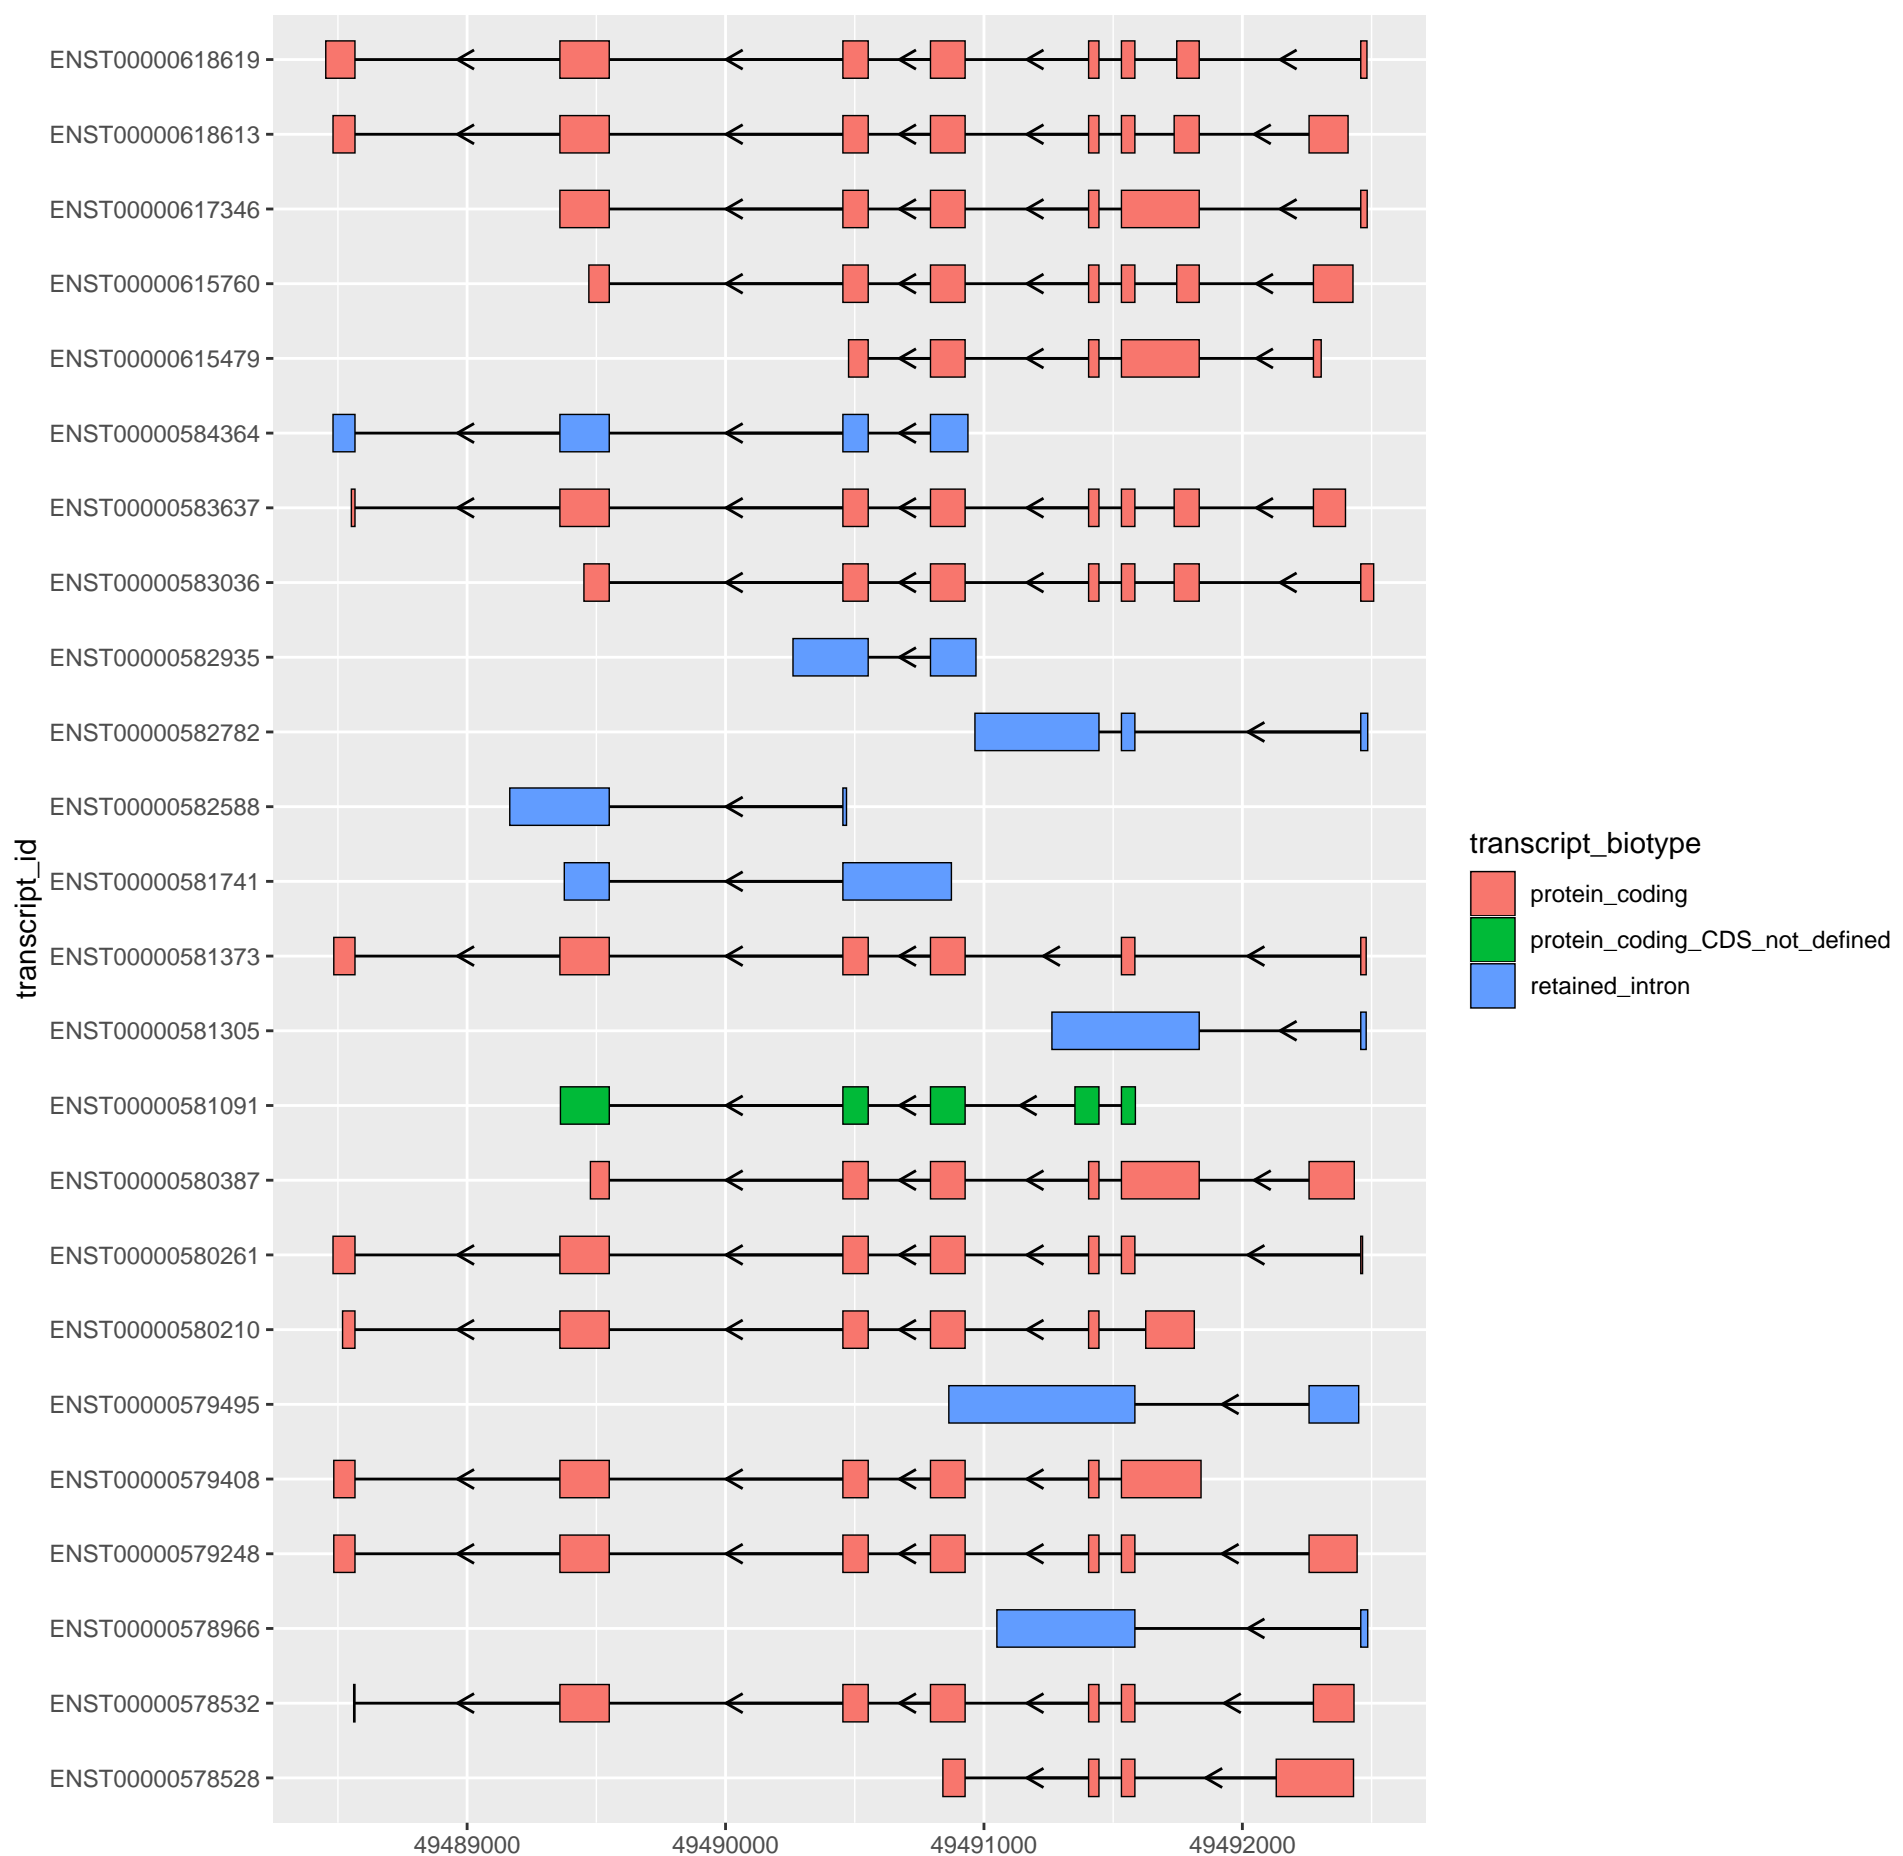 transcript_id
ENST00000618619
ENST00000618613
ENST00000617346
ENST00000615760
ENST00000615479
ENST00000584364
ENST00000583637
ENST00000583036
ENST00000582935
ENST00000582782
ENST00000582588
ENST00000581741
ENST00000581373
ENST00000581305
ENST00000581091
ENST00000580387
ENST00000580261
ENST00000580210
ENST00000579495
ENST00000579408
ENST00000579248
ENST00000578966
ENST00000578532
ENST00000578528
49489000 49490000 49491000 49492000
transcript_biotype
protein_coding
protein_coding_CDS_not_defined
retained_intron